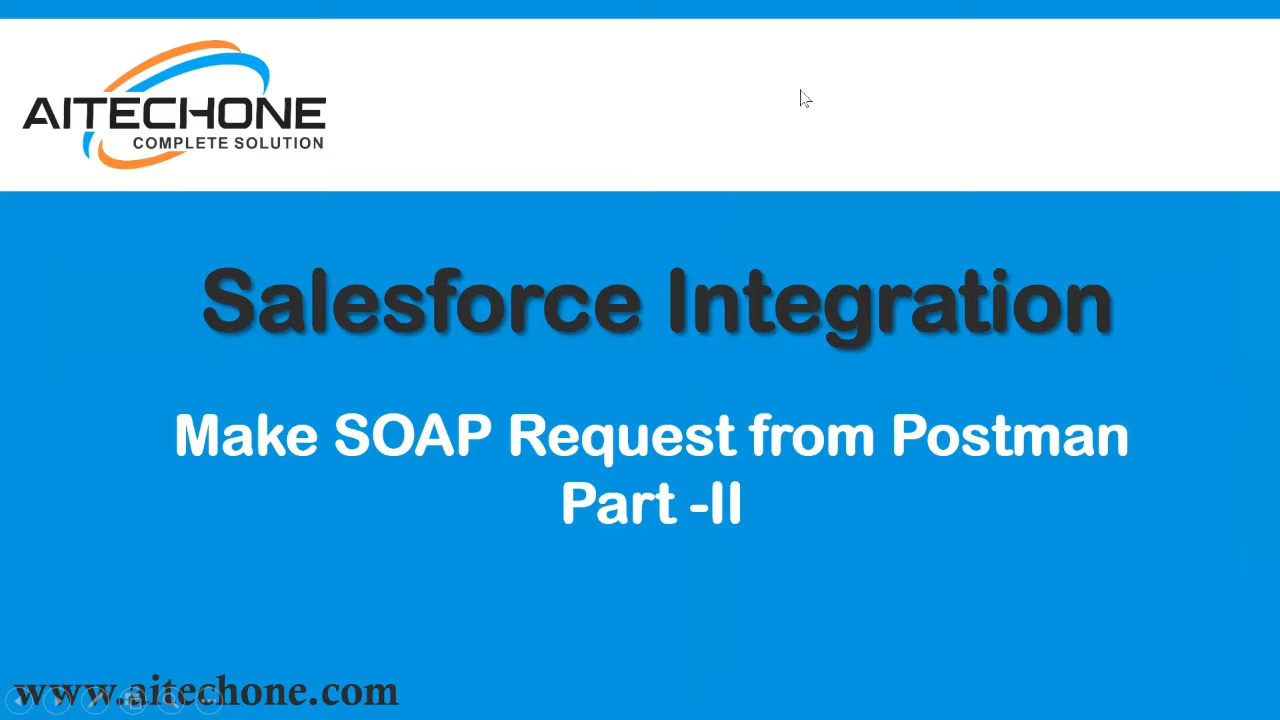 AITECHONE
COMPLETE SOLUTION
Salesforce Integration
Make SOAP Request from Postman
Part -II
www.aitechone.com